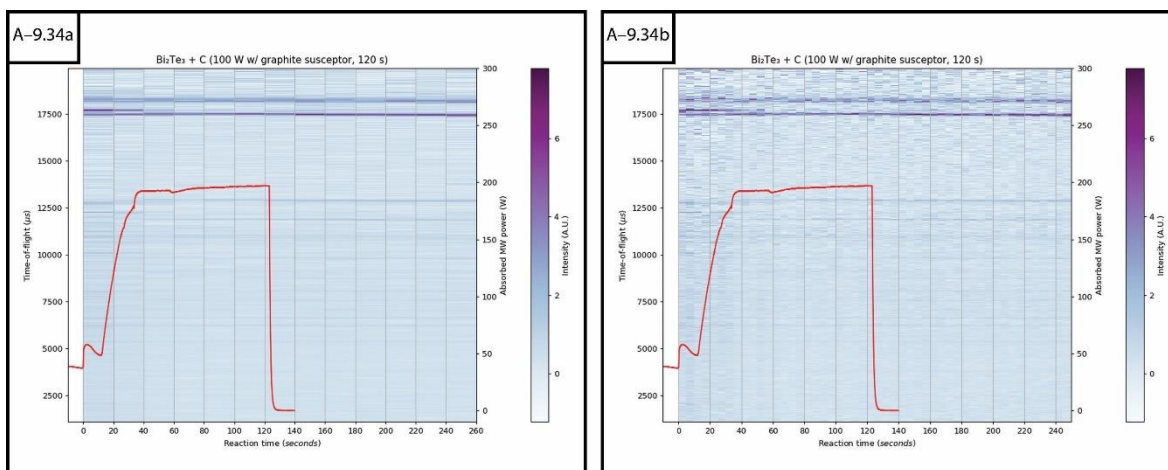 A–9.34a
Bi₂Te₃ + C (100 W w/ graphite susceptor, 120 s)
Time-of-flight (μs)
17500
15000
12500
10000
7500
5000
2500
0 20 40 60 80 100 120 140 160 180 200 220 240 260
Reaction time (seconds)
300
250
200
150
100
50
0
Absorbed MW power (W)
6
4
2
0
Intensity (A.U.)
A–9.34b
Bi₂Te₃ + C (100 W w/ graphite susceptor, 120 s)
Time-of-flight (μs)
17500
15000
12500
10000
7500
5000
2500
0 20 40 60 80 100 120 140 160 180 200 220 240
Reaction time (seconds)
300
250
200
150
100
50
0
Absorbed MW power (W)
6
4
2
0
Intensity (A.U.)